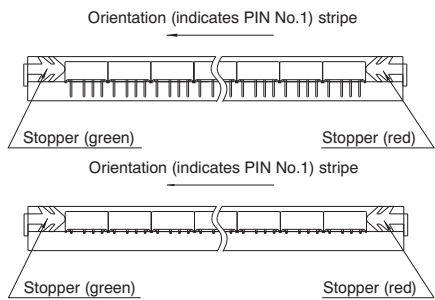 Orientation (indicates PIN No.1) stripe
Stopper (green) Stopper (red)
Orientation (indicates PIN No.1) stripe
Stopper (green) Stopper (red)